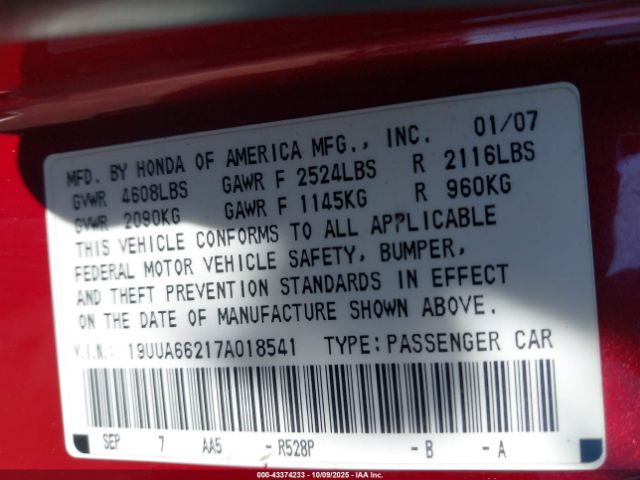 MFD. BY HONDA OF AMERICA MFG., INC. 01/07
GVWR 4608LBS GAWR F 2524LBS R 2116LBS
GVWR 2090KG GAWR F 1145KG R 960KG
THIS VEHICLE CONFORMS TO ALL APPLICABLE
FEDERAL MOTOR VEHICLE SAFETY, BUMPER,
AND THEFT PREVENTION STANDARDS IN EFFECT
ON THE DATE OF MANUFACTURE SHOWN ABOVE.
V.I.N.: 19UUA66217A018541 TYPE: PASSENGER CAR
SEP 7 AA5 - R528P - B - A
000-43374233 - 10/09/2025 - IAA Inc.